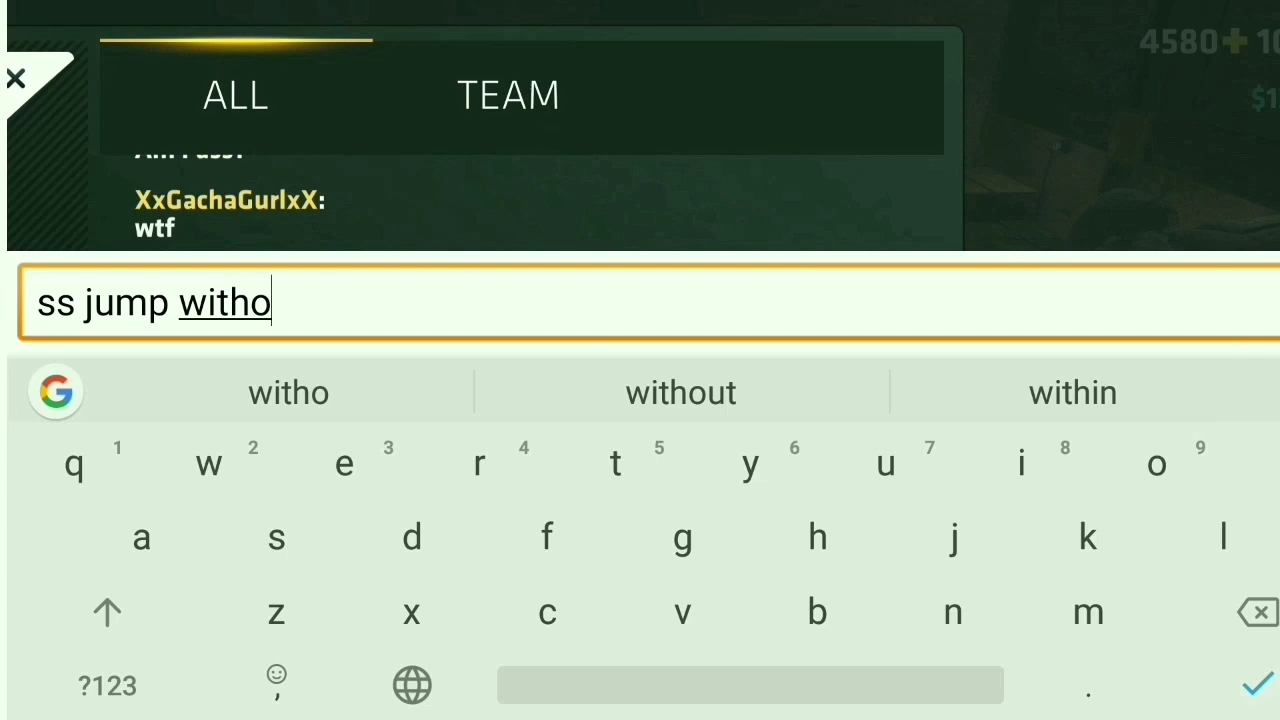 4580
ALL TEAM
XxGachaGurlxX:
wtf
ss jump witho
witho without within
q 1 w 2 e 3 r 4 t 5 y 6 u 7 i 8 o 9
a s d f g h j k l
z x c v b n m
?123 , .